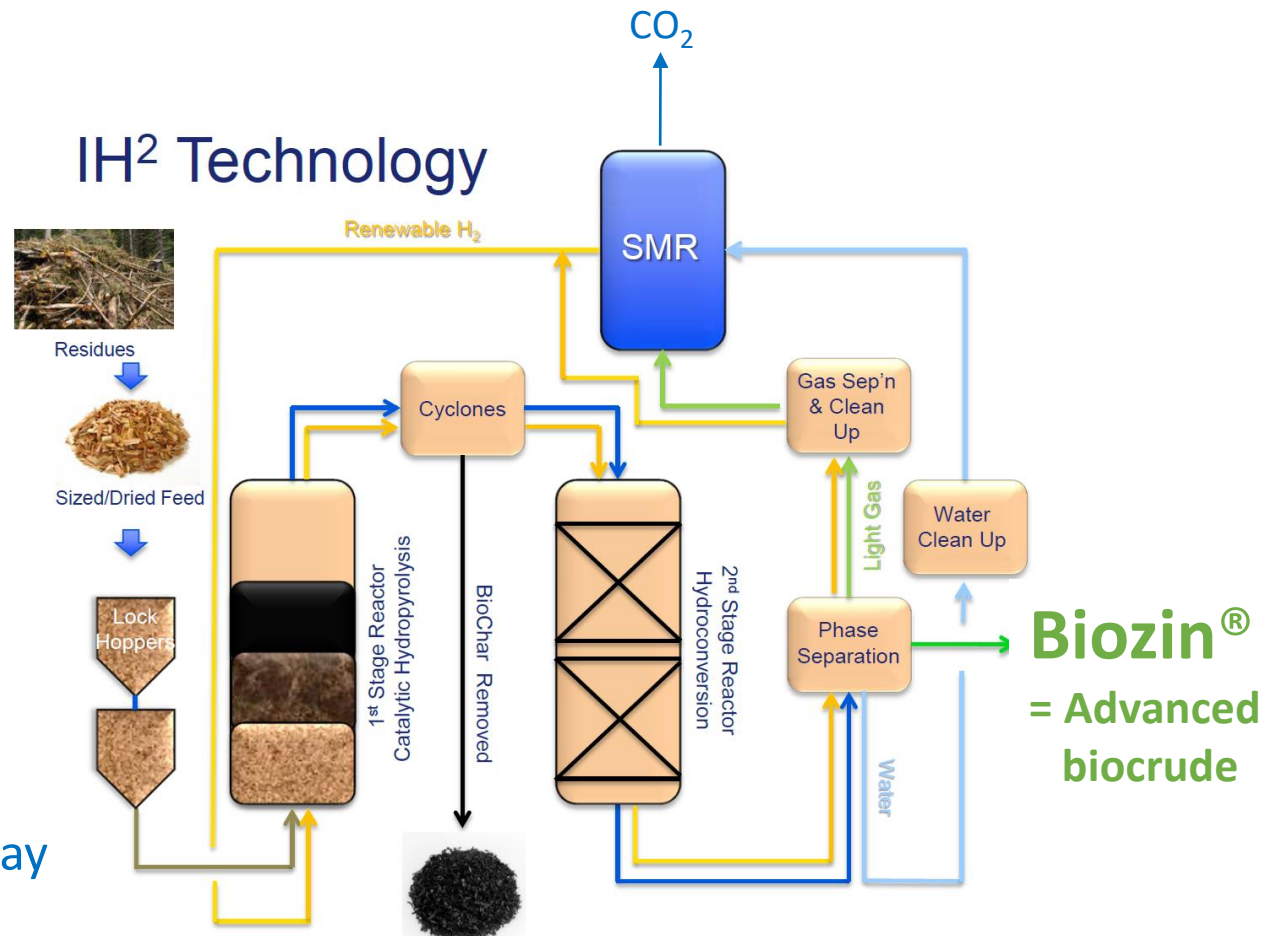 CO₂
IH² Technology
Renewable H₂
SMR
Residues
Sized/Dried Feed
Lock
Hoppers
1st Stage Reactor
Catalytic Hydropyrolysis
Cyclones
BioChar Removed
2nd Stage Reactor
Hydroconversion
Gas Sep'n
& Clean
Up
Light Gas
Water
Clean Up
Phase
Separation
Water
Biozin®
= Advanced
biocrude
ay